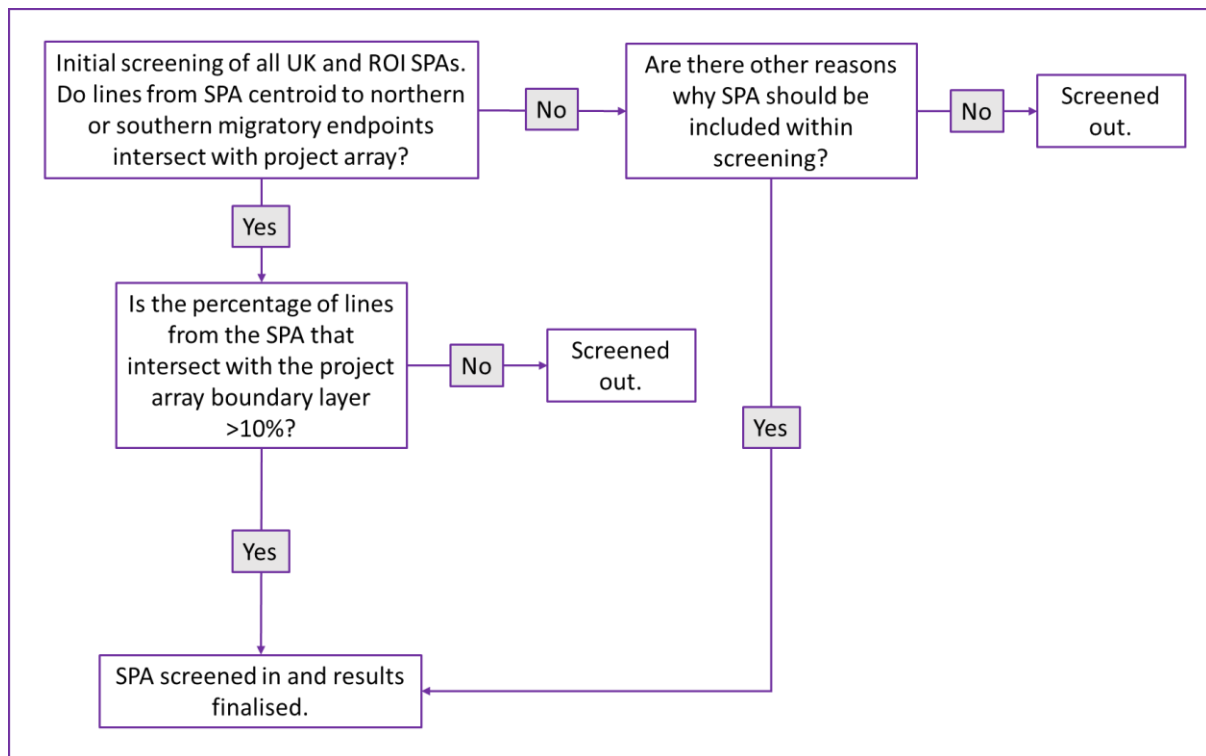 Initial screening of all UK and ROI SPAs.
Do lines from SPA centroid to northern
or southern migratory endpoints
intersect with project array?
No
Are there other reasons
why SPA should be
included within
screening?
No
Screened
out.
Yes
Is the percentage of lines
from the SPA that
intersect with the project
array boundary layer
>10%?
No
Screened
out.
Yes
Yes
SPA screened in and results
finalised.